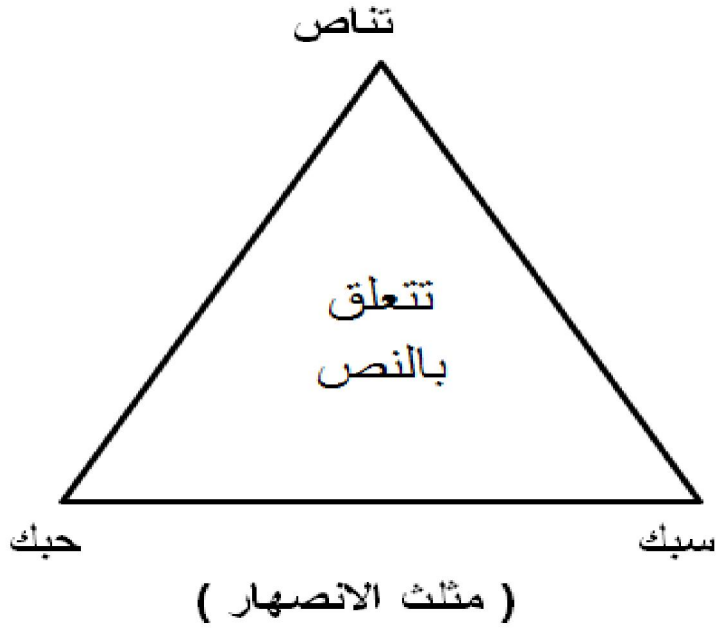 تناص
تتعلق
بالنص
سبك
حبك
( مثلث الانصهار )